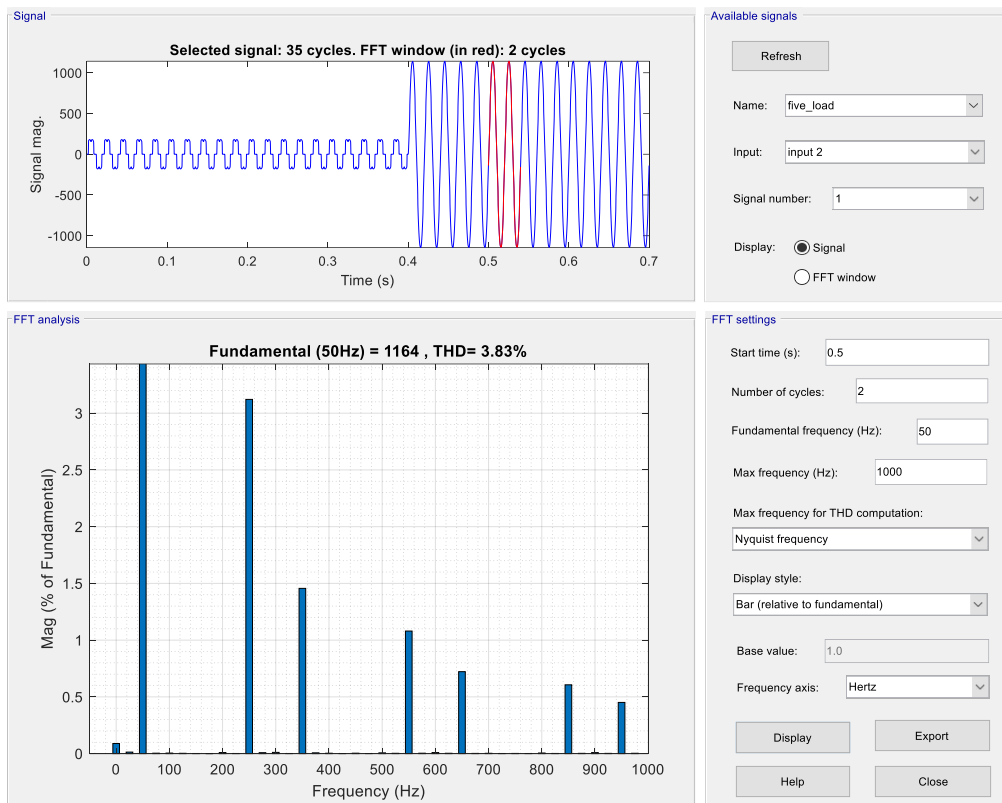 Signal
Selected signal: 35 cycles. FFT window (in red): 2 cycles
1000
500
0
-500
-1000
Signal mag.
0 0.1 0.2 0.3 0.4 0.5 0.6 0.7
Time (s)
Available signals
Refresh
Name: five_load
Input: input 2
Signal number: 1
Display: Signal
FFT window
FFT analysis
Fundamental (50Hz) = 1164 , THD= 3.83%
3
2.5
2
1.5
1
0.5
0
Mag (% of Fundamental)
0 100 200 300 400 500 600 700 800 900 1000
Frequency (Hz)
FFT settings
Start time (s): 0.5
Number of cycles: 2
Fundamental frequency (Hz): 50
Max frequency (Hz): 1000
Max frequency for THD computation:
Nyquist frequency
Display style:
Bar (relative to fundamental)
Base value: 1.0
Frequency axis: Hertz
Display Export
Help Close